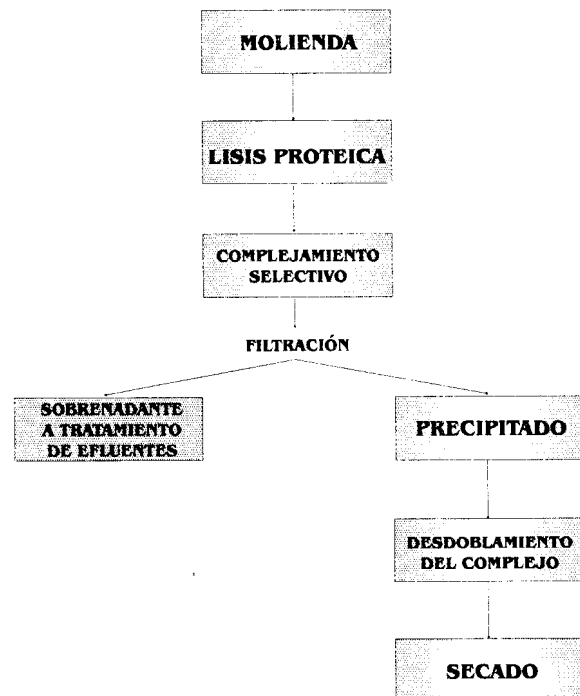 MOLIENDA
LISIS PROTEICA
COMPLEJAMIENTO
SELECTIVO
FILTRACIÓN
SOBRENADANTE
A TRATAMIENTO
DE EFLUENTES
PRECIPITADO
DESDOBLAMIENTO
DEL COMPLEJO
SECADO